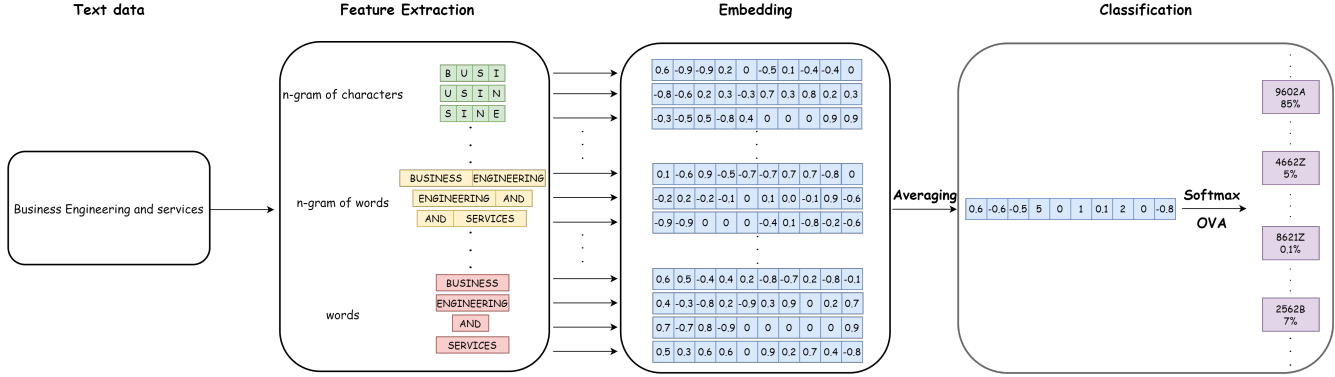 Text data
Feature Extraction
Embedding
Classification
Business Engineering and services
n-gram of characters
B U S I
U S I N
S I N E
n-gram of words
BUSINESS ENGINEERING
ENGINEERING AND
AND SERVICES
words
BUSINESS
ENGINEERING
AND
SERVICES
0.6 -0.9 -0.9 0.2 0 -0.5 0.1 -0.4 -0.4 0
-0.8 -0.6 0.2 0.3 -0.3 0.7 0.3 0.8 0.2 0.3
-0.3 -0.5 0.5 -0.8 0.4 0 0 0 0.9 0.9
0.1 -0.6 0.9 -0.5 -0.7 -0.7 0.7 0.7 -0.8 0
-0.2 0.2 -0.2 -0.1 0 0.1 0.0 -0.1 0.9 -0.6
-0.9 -0.9 0 0 0 -0.4 0.1 -0.8 -0.2 -0.6
0.6 0.5 -0.4 0.4 0.2 -0.8 -0.7 0.2 -0.8 -0.1
0.4 -0.3 -0.8 0.2 -0.9 0.3 0.9 0 0.2 0.7
0.7 -0.7 0.8 -0.9 0 0 0 0 0 0.9
0.5 0.3 0.6 0.6 0 0.9 0.2 0.7 0.4 -0.8
Averaging
0.6 -0.6 -0.5 5 0 1 0.1 2 0 -0.8
Softmax
OVA
9602A
85%
4662Z
5%
8621Z
0.1%
2562B
7%